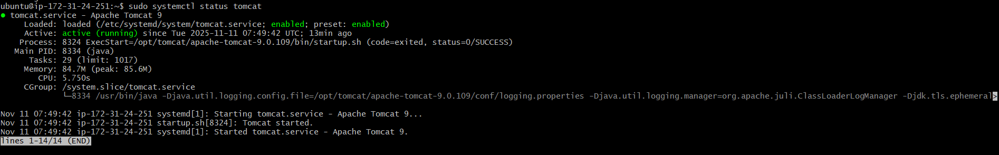 ubuntu@ip-172-31-24-251:~$ sudo systemctl status tomcat
● tomcat.service - Apache Tomcat 9
     Loaded: loaded (/etc/systemd/system/tomcat.service; enabled; preset: enabled)
     Active: active (running) since Tue 2025-11-11 07:49:42 UTC; 13min ago
    Process: 8324 ExecStart=/opt/tomcat/apache-tomcat-9.0.109/bin/startup.sh (code=exited, status=0/SUCCESS)
   Main PID: 8334 (java)
      Tasks: 29 (limit: 1017)
     Memory: 84.7M (peak: 85.6M)
        CPU: 5.750s
     CGroup: /system.slice/tomcat.service
             └─8334 /usr/bin/java -Djava.util.logging.config.file=/opt/tomcat/apache-tomcat-9.0.109/conf/logging.properties -Djava.util.logging.manager=org.apache.juli.ClassLoaderLogManager -Djdk.tls.ephemeral>
Nov 11 07:49:42 ip-172-31-24-251 systemd[1]: Starting tomcat.service - Apache Tomcat 9...
Nov 11 07:49:42 ip-172-31-24-251 startup.sh[8324]: Tomcat started.
Nov 11 07:49:42 ip-172-31-24-251 systemd[1]: Started tomcat.service - Apache Tomcat 9.
lines 1-14/14 (END)